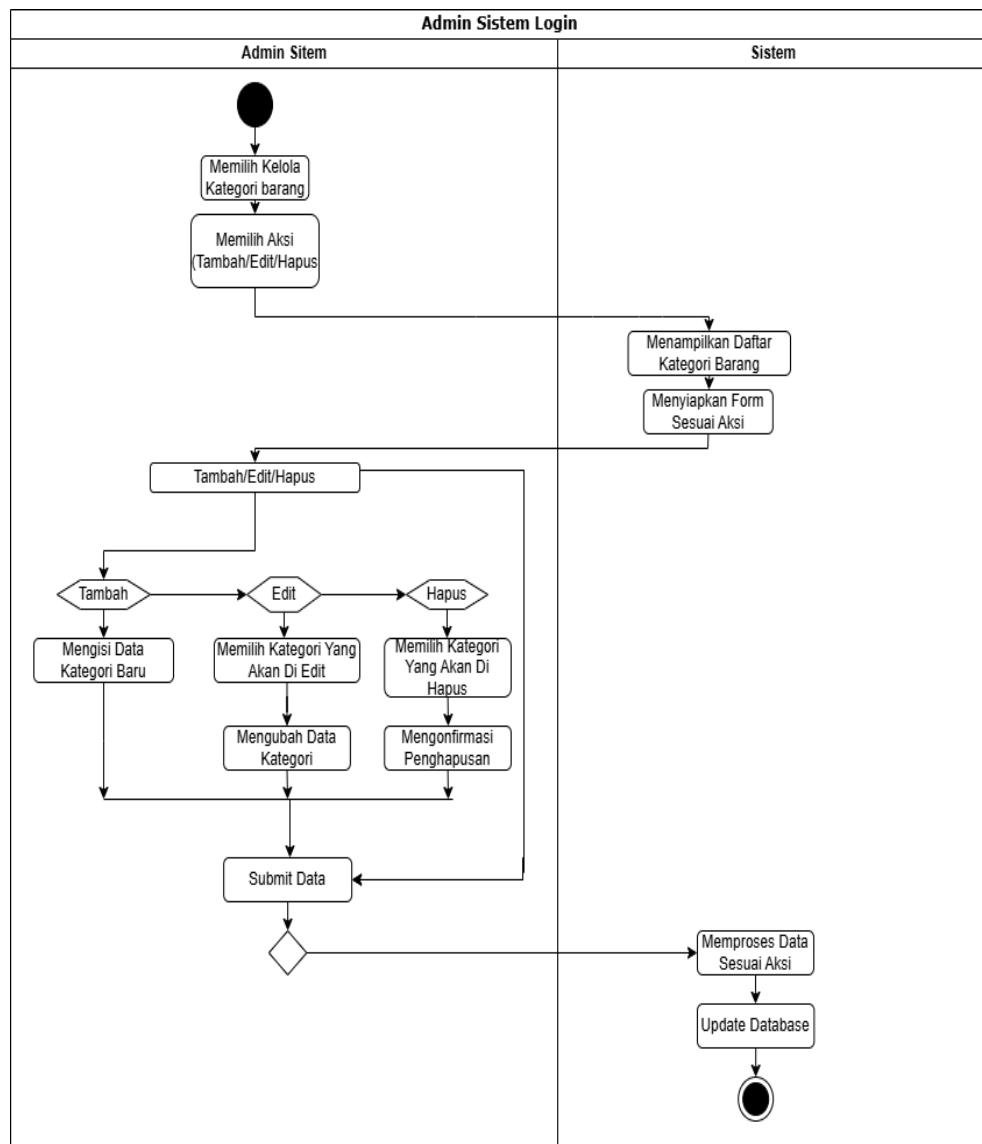 Admin Sistem Login
Admin Sitem
Sistem
Memilih Kelola
Kategori barang
Memilih Aksi
(Tambah/Edit/Hapus
Menampilkan Daftar
Kategori Barang
Menyiapkan Form
Sesuai Aksi
Tambah/Edit/Hapus
Tambah
Edit
Hapus
Mengisi Data
Kategori Baru
Memilih Kategori Yang
Akan Di Edit
Memilih Kategori
Yang Akan Di
Hapus
Mengubah Data
Kategori
Mengonfirmasi
Penghapusan
Submit Data
Memproses Data
Sesuai Aksi
Update Database